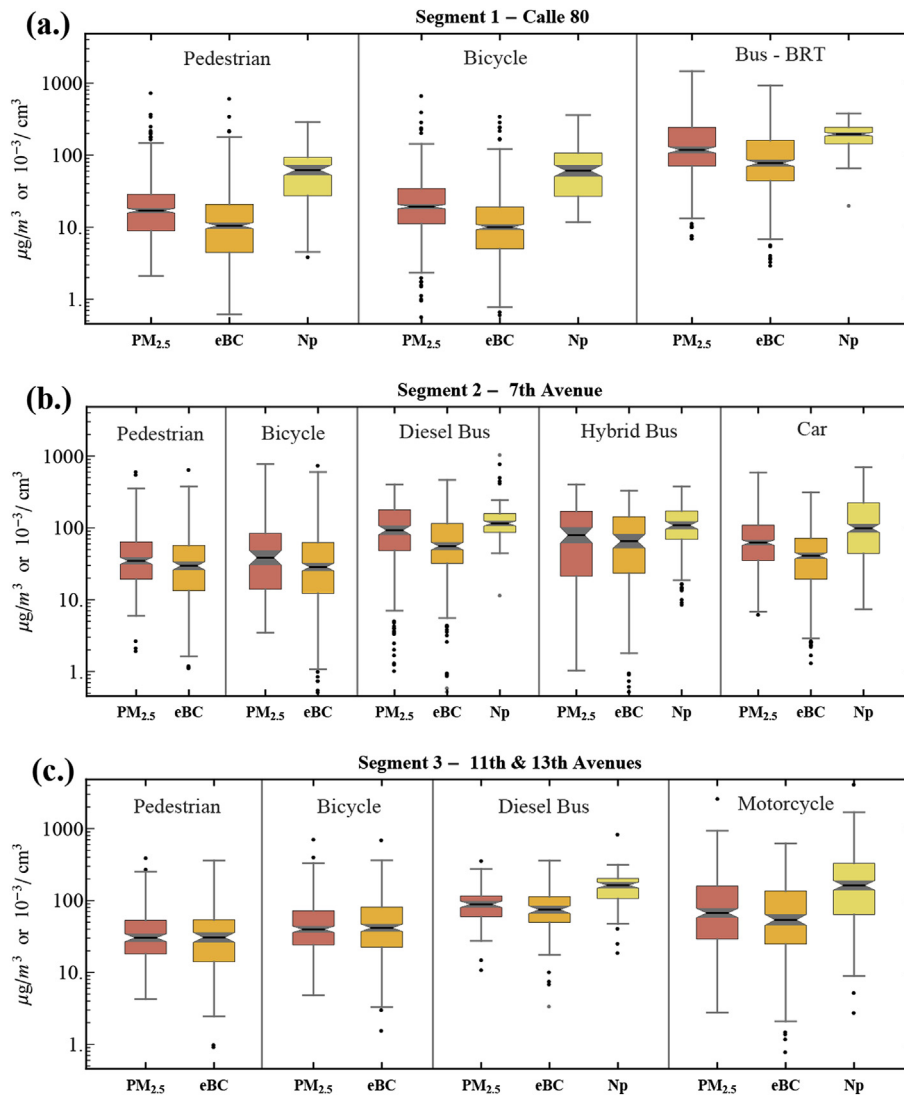 (a.)
Segment 1 – Calle 80
Pedestrian Bicycle Bus - BRT
1000
100
10.
1.
μg/m³ or 10⁻³/ cm³
PM₂.₅ eBC Np PM₂.₅ eBC Np PM₂.₅ eBC Np
(b.)
Segment 2 – 7th Avenue
Pedestrian Bicycle Diesel Bus Hybrid Bus Car
1000
100
10
1.
μg/m³ or 10⁻³/ cm³
PM₂.₅ eBC PM₂.₅ eBC PM₂.₅ eBC Np PM₂.₅ eBC Np PM₂.₅ eBC Np
(c.)
Segment 3 – 11th & 13th Avenues
Pedestrian Bicycle Diesel Bus Motorcycle
1000
100
10.
1.
μg/m³ or 10⁻³/ cm³
PM₂.₅ eBC PM₂.₅ eBC PM₂.₅ eBC Np PM₂.₅ eBC Np